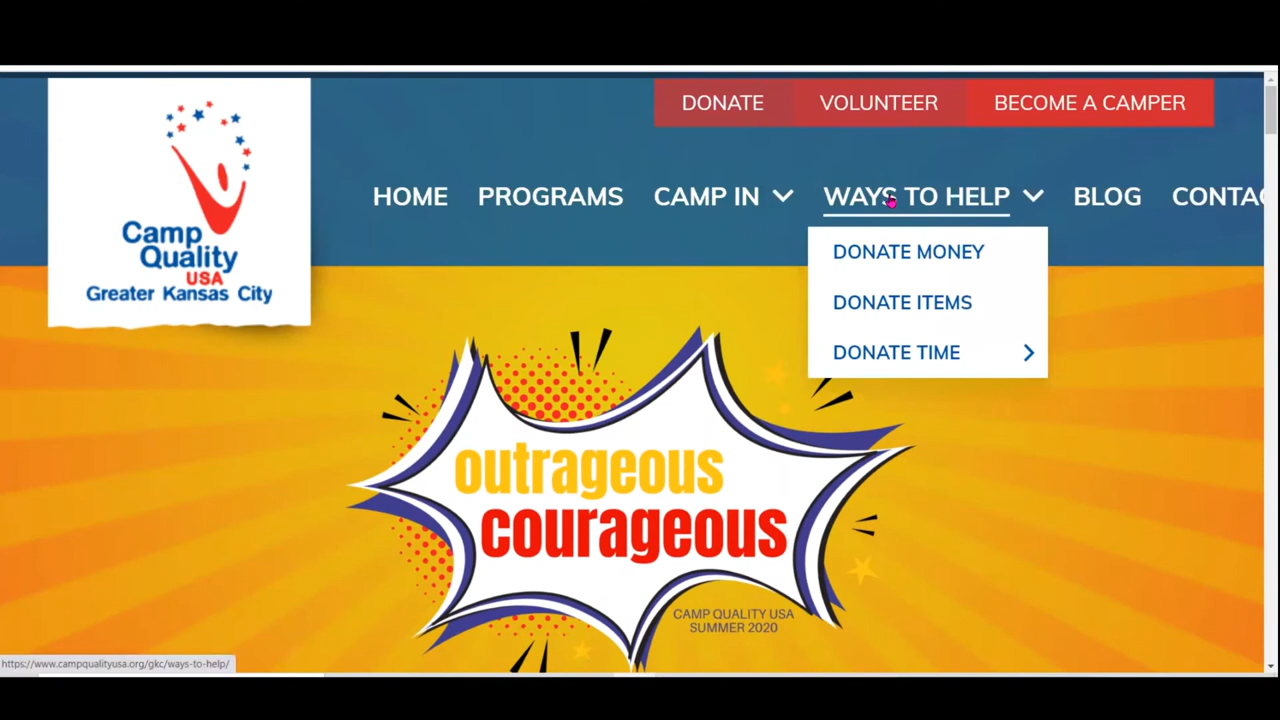 DONATE VOLUNTEER BECOME A CAMPER
HOME PROGRAMS CAMP IN WAYS TO HELP BLOG CONTAC
Camp
Quality
USA
Greater Kansas City
DONATE MONEY
DONATE ITEMS
DONATE TIME
outrageous
courageous
CAMP QUALITY USA
SUMMER 2020
https://www.campqualityusa.org/gkc/ways-to-help/